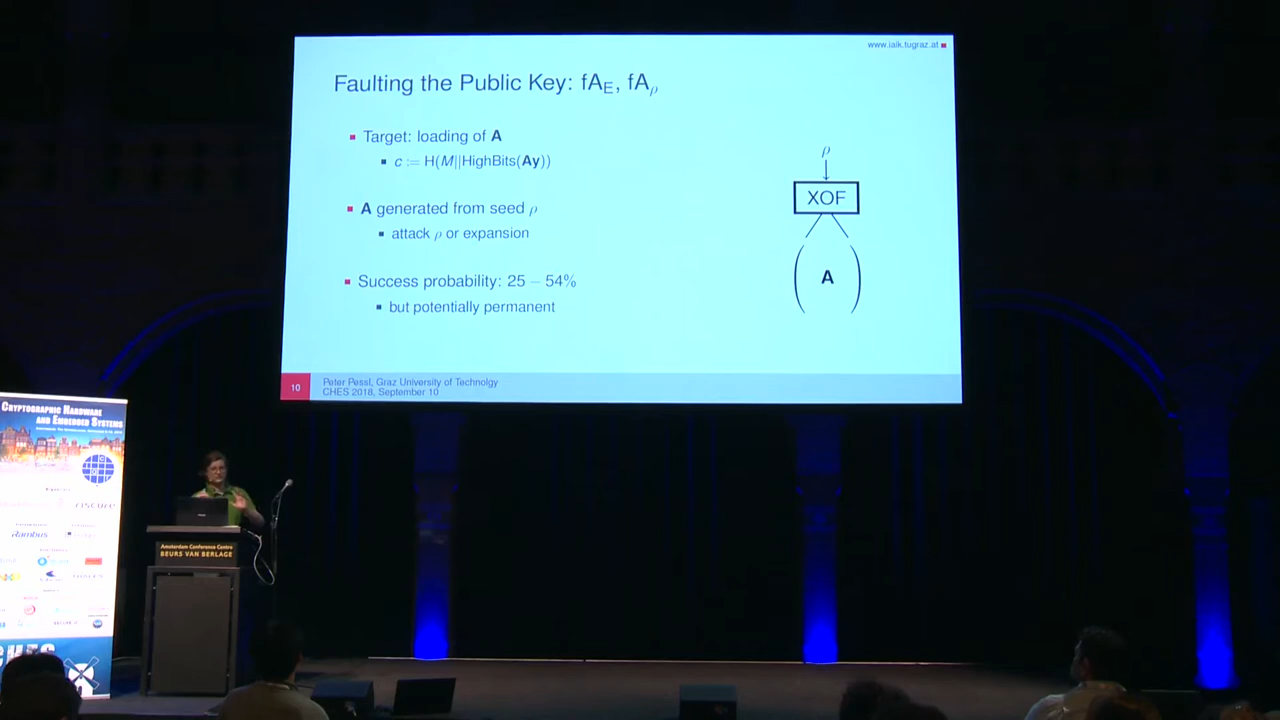 www.iaik.tugraz.at
Faulting the Public Key: fA_E, fA_ρ
Target: loading of A
c := H(M||HighBits(Ay))
A generated from seed ρ
attack ρ or expansion
Success probability: 25 – 54%
but potentially permanent
ρ
XOF
A
10
Peter Pessl, Graz University of Technolgy
CHES 2018, September 10
Cryptographic Hardware
and Embedded Systems
riscure
Rambus
Amsterdam Conference Centre
BEURS VAN BERLAGE
CHES